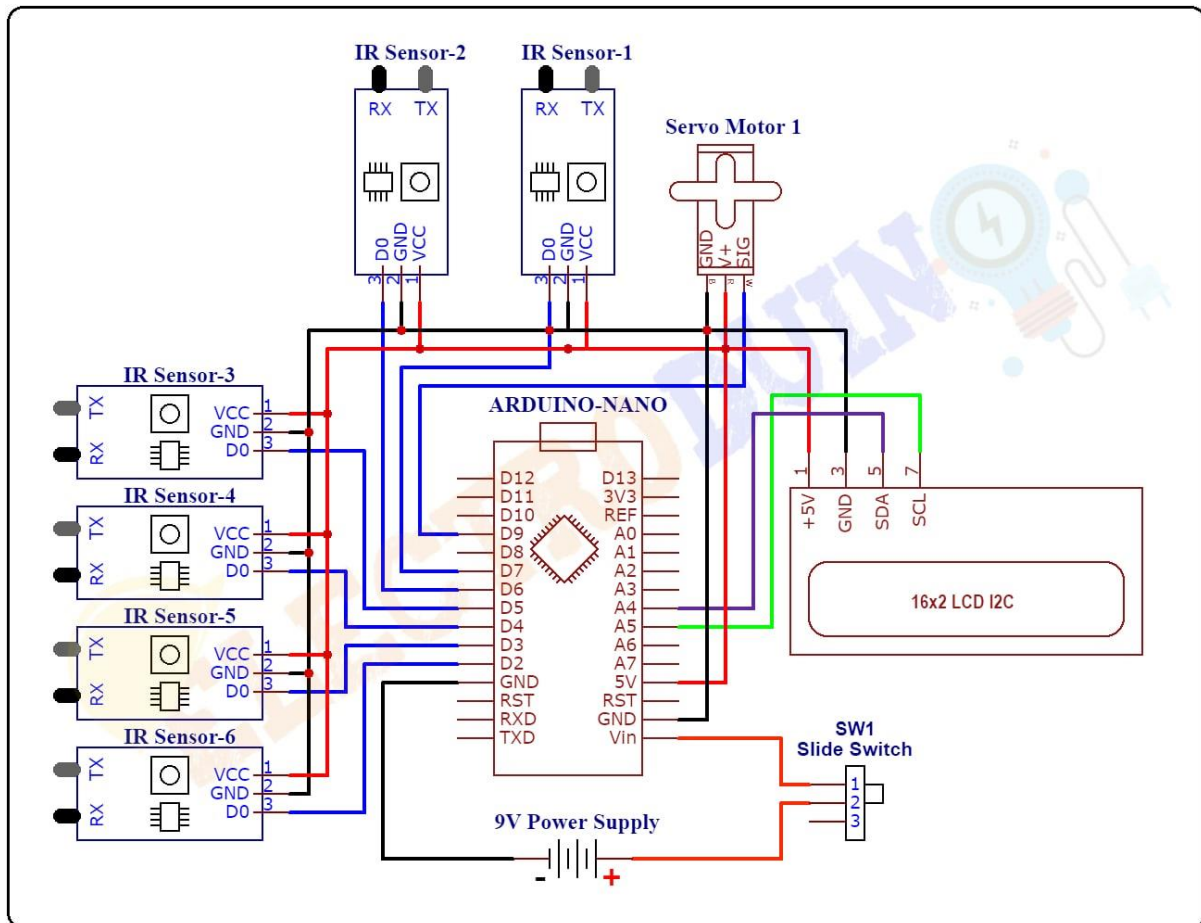 IR Sensor-2
RX TX
D0 GND VCC
3 2 1
IR Sensor-1
RX TX
D0 GND VCC
3 2 1
Servo Motor 1
GND V+ SIG
B R W
IR Sensor-3
TX
RX
VCC 1
GND 2
D0 3
IR Sensor-4
TX
RX
VCC 1
GND 2
D0 3
IR Sensor-5
TX
RX
VCC 1
GND 2
D0 3
IR Sensor-6
TX
RX
VCC 1
GND 2
D0 3
ARDUINO-NANO
D12 D13
D11 3V3
D10 REF
D9 A0
D8 A1
D7 A2
D6 A3
D5 A4
D4 A5
D3 A6
D2 A7
GND 5V
RST RST
RXD GND
TXD Vin
1 3 5 7
+5V GND SDA SCL
16x2 LCD I2C
SW1
Slide Switch
1
2
3
9V Power Supply
- +
ELECTRODUINO